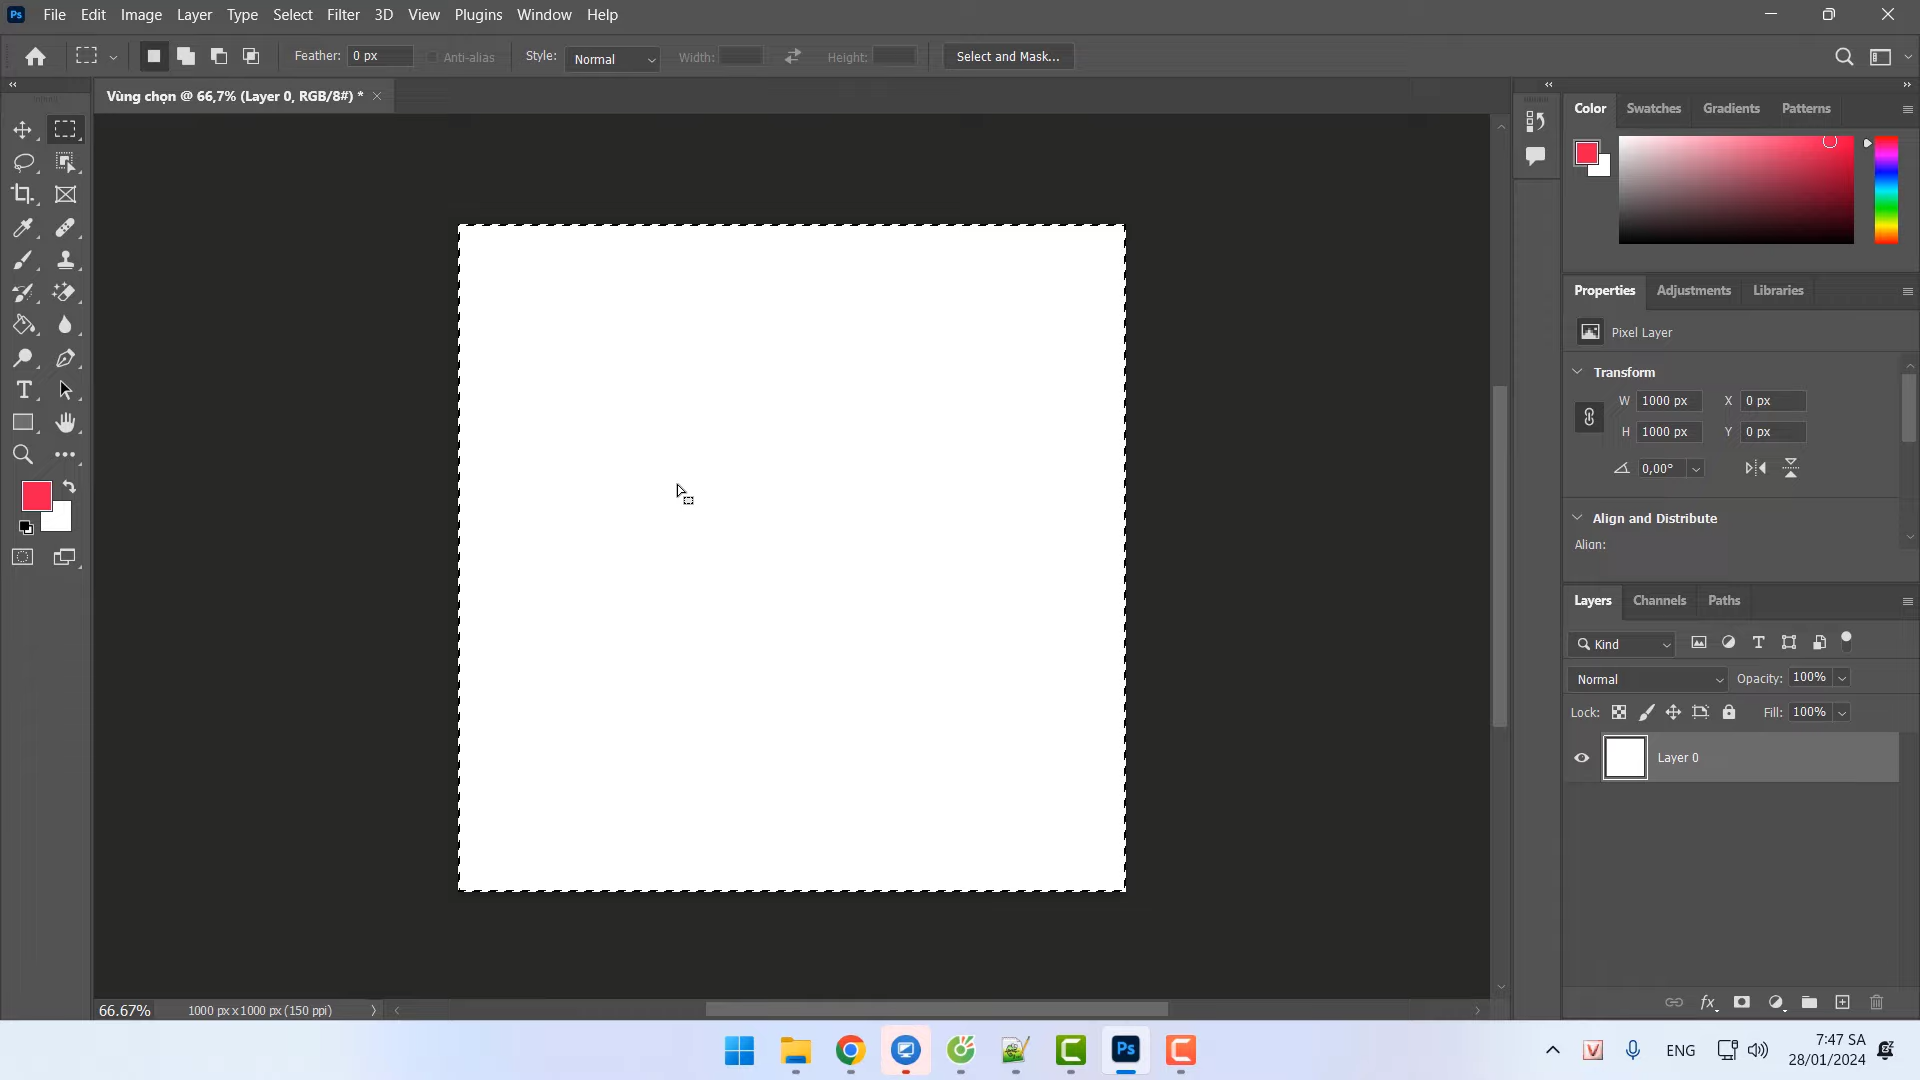 File Edit Image Layer Type Select Filter 3D View Plugins Window Help
Feather: 0 px Anti-alias Style: Normal Width: Height: Select and Mask...
Vùng chọn @ 66,7% (Layer 0, RGB/8#) *
Color Swatches Gradients Patterns
Properties Adjustments Libraries
Pixel Layer
Transform
W 1000 px X 0 px
H 1000 px Y 0 px
0,00°
Align and Distribute
Align:
Layers Channels Paths
Kind
Normal Opacity: 100%
Lock: Fill: 100%
Layer 0
66.67% 1000 px x 1000 px (150 ppi)
ENG
7:47 SA
28/01/2024